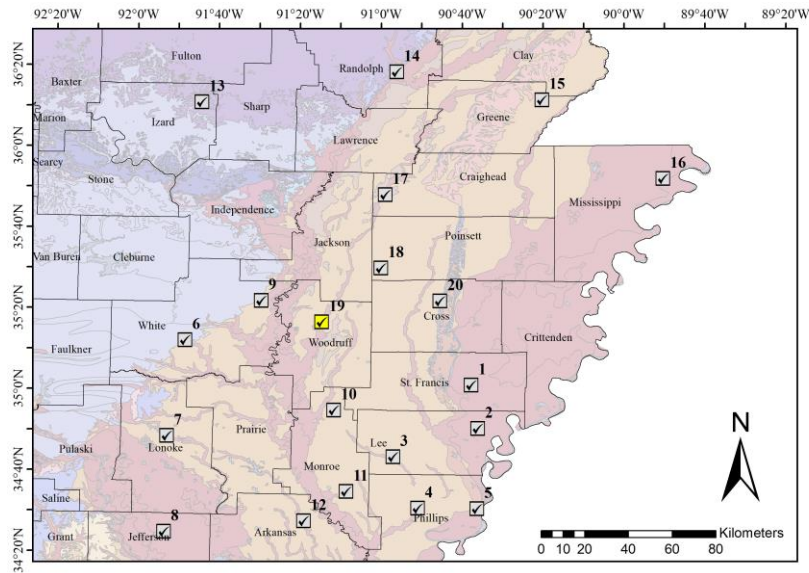 92°20'W 92°0'W 91°40'W 91°20'W 91°0'W 90°40'W 90°20'W 90°0'W 89°40'W 89°20'W
36°20'N
36°0'N
35°40'N
35°20'N
35°0'N
34°40'N
34°20'N
Fulton
Randolph
14
Clay
Baxter
13
Sharp
15
Marion
Izard
Greene
Lawrence
Searcy
Stone
17
Craighead
16
Mississippi
Independence
Jackson
Poinsett
Van Buren
Cleburne
18
9
19
20
White
6
Cross
Woodruff
Crittenden
Faulkner
St. Francis
1
10
2
7
Lonoke
Prairie
Lee
3
Pulaski
Monroe
11
Saline
8
12
4
5
Grant
Jefferson
Arkansas
Phillips
N
Kilometers
0 5 10 20 40 60 80